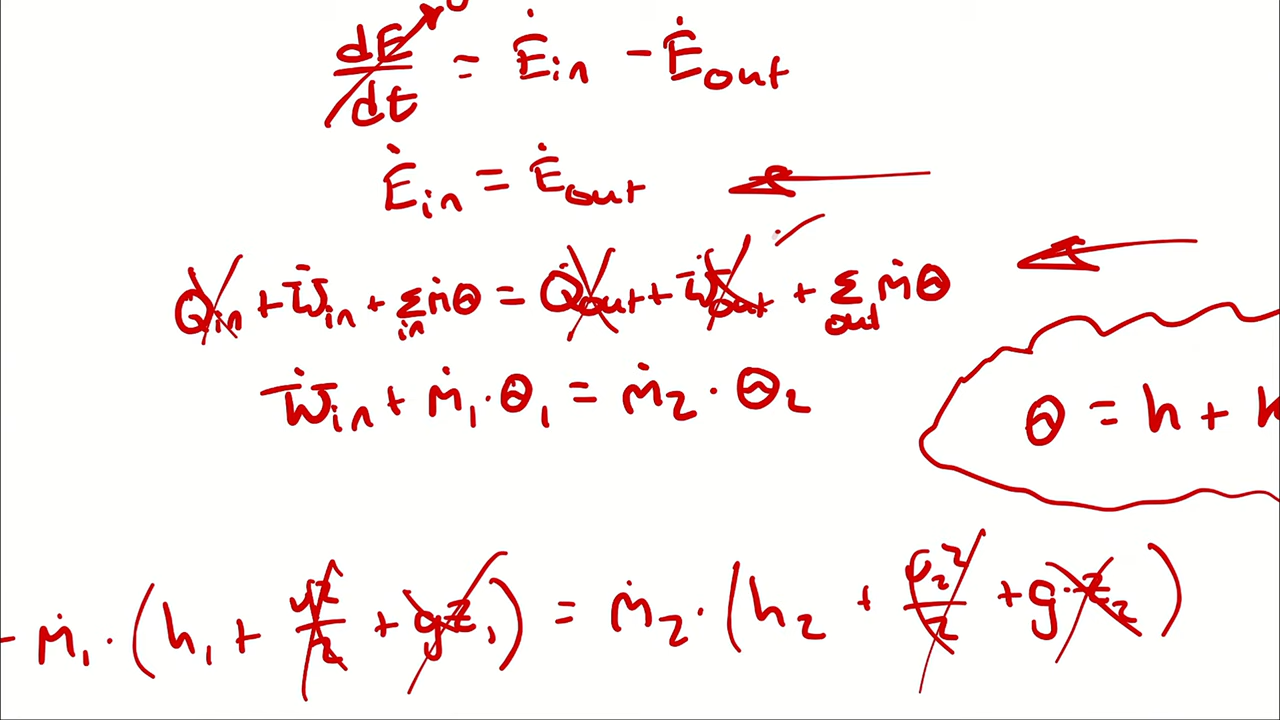 dE/dt → 0 = Ėin - Ėout
Ėin = Ėout
Q̇in + Ẇin + Σin ṁθ = Q̇out + Ẇout + Σout ṁθ
Ẇin + ṁ₁·θ₁ = ṁ₂·θ₂
θ = h + k
- ṁ₁·(h₁ + v₁²/2 + gz₁) = ṁ₂·(h₂ + v₂²/2 + g·z₂)